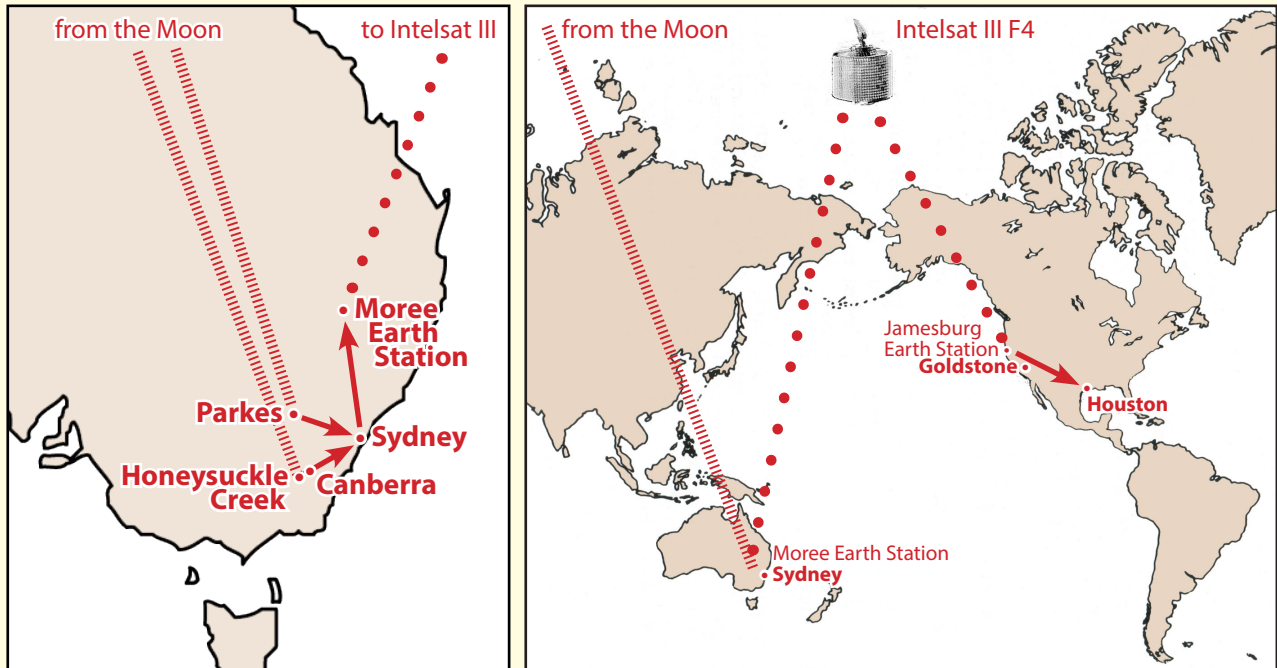 from the Moon
to Intelsat III
Moree
Earth
Station
Parkes
Sydney
Honeysuckle
Creek
Canberra
from the Moon
Intelsat III F4
Jamesburg
Earth Station
Goldstone
Houston
Moree Earth Station
Sydney